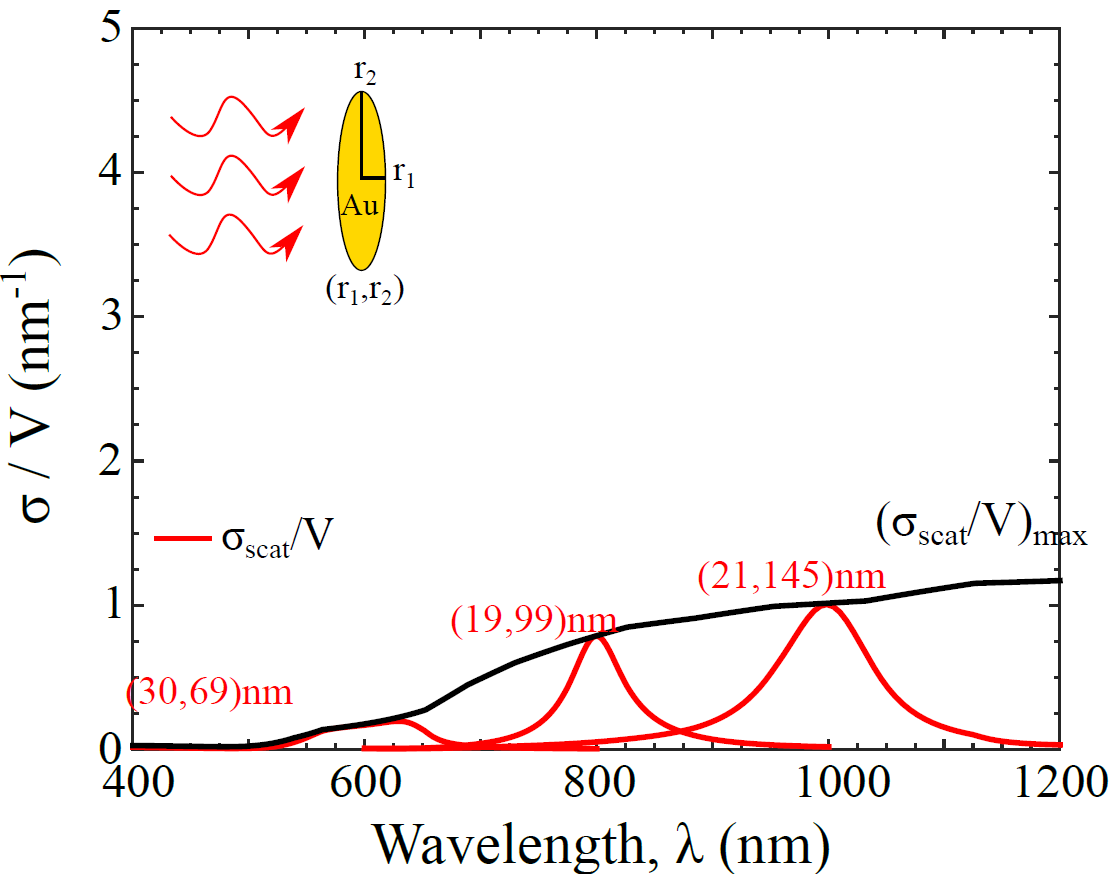 5
4
3
2
1
0
σ / V (nm⁻¹)
r₂
r₁
Au
(r₁,r₂)
σscat/V
(σscat/V)max
(30,69)nm
(19,99)nm
(21,145)nm
400 600 800 1000 1200
Wavelength, λ (nm)